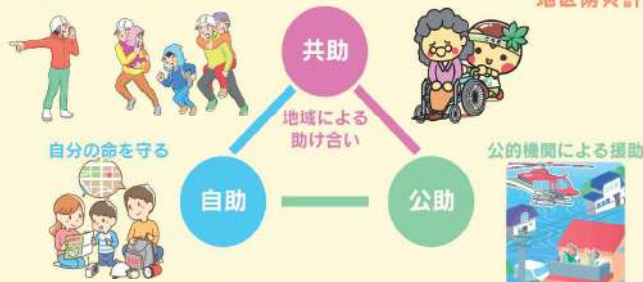 共助
地域による
助け合い
自分の命を守る
公的機関による援助
自助
公助